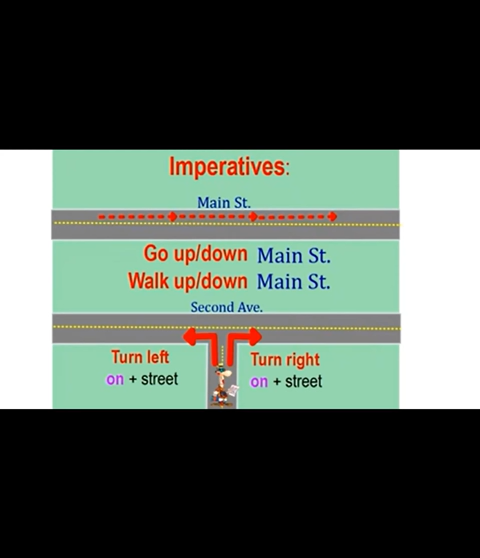 Imperatives:
Main St.
Go up/down Main St.
Walk up/down Main St.
Second Ave.
Turn left
on + street
Turn right
on + street